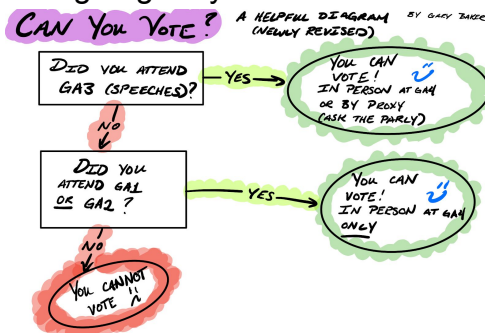 CAN YOU VOTE?
A HELPFUL DIAGRAM
(NEWLY REVISED)
BY GARY
DID YOU ATTEND
GA3 (SPEECHES)?
YES
YOU CAN
VOTE!
IN PERSON AT GA4
OR BY PROXY
(ASK THE PARLY)
NO
DID YOU
ATTEND GA1
OR GA2?
YES
YOU CAN
VOTE!
IN PERSON AT GA4
ONLY
NO
YOU CANNOT
VOTE